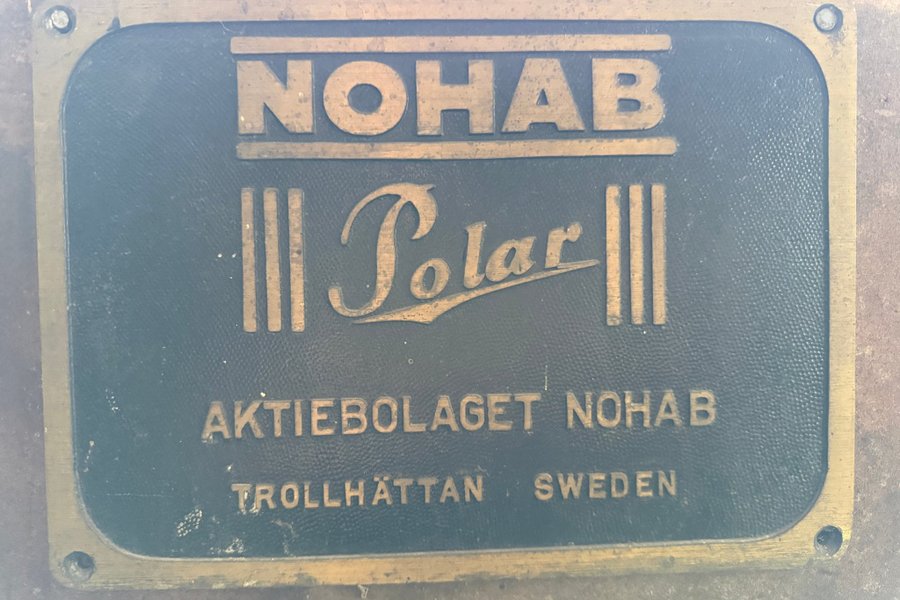 NOHAB
Polar
AKTIEBOLAGET NOHAB
TROLLHÄTTAN SWEDEN